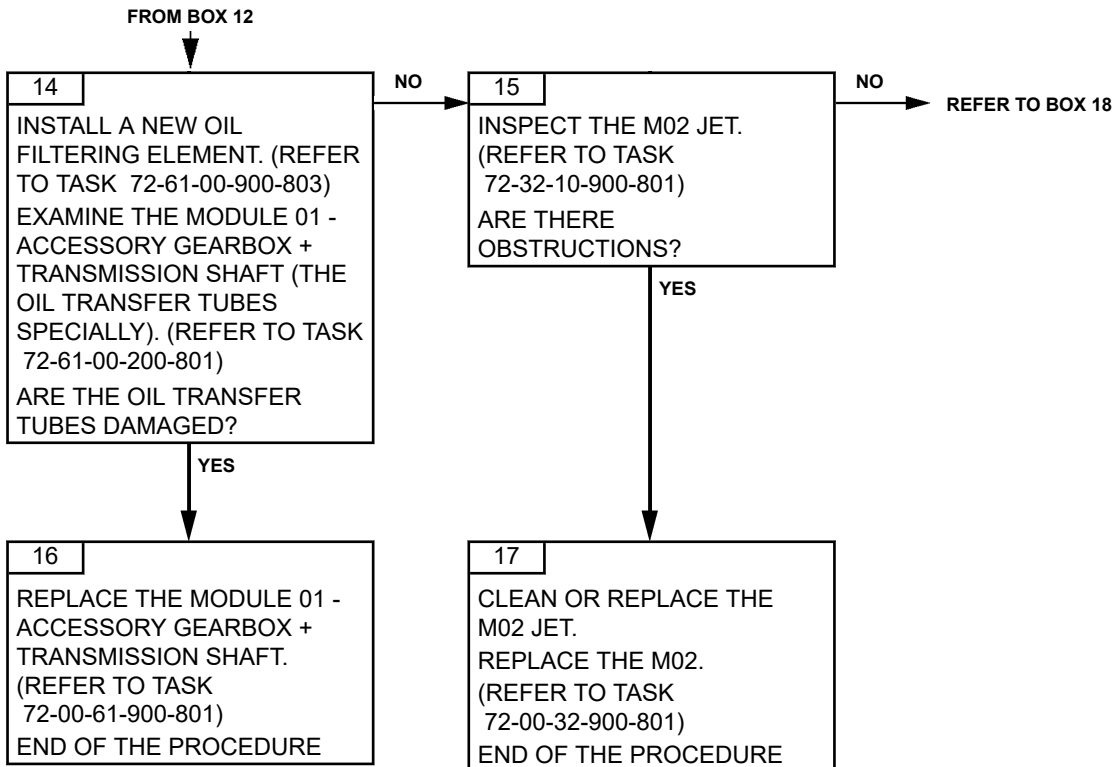 FROM BOX 12
14
INSTALL A NEW OIL
FILTERING ELEMENT. (REFER
TO TASK 72-61-00-900-803)
EXAMINE THE MODULE 01 -
ACCESSORY GEARBOX +
TRANSMISSION SHAFT (THE
OIL TRANSFER TUBES
SPECIALLY). (REFER TO TASK
72-61-00-200-801)
ARE THE OIL TRANSFER
TUBES DAMAGED?
NO
15
INSPECT THE M02 JET.
(REFER TO TASK
72-32-10-900-801)
ARE THERE
OBSTRUCTIONS?
NO
REFER TO BOX 18
YES
YES
16
REPLACE THE MODULE 01 -
ACCESSORY GEARBOX +
TRANSMISSION SHAFT.
(REFER TO TASK
72-00-61-900-801)
END OF THE PROCEDURE
17
CLEAN OR REPLACE THE
M02 JET.
REPLACE THE M02.
(REFER TO TASK
72-00-32-900-801)
END OF THE PROCEDURE